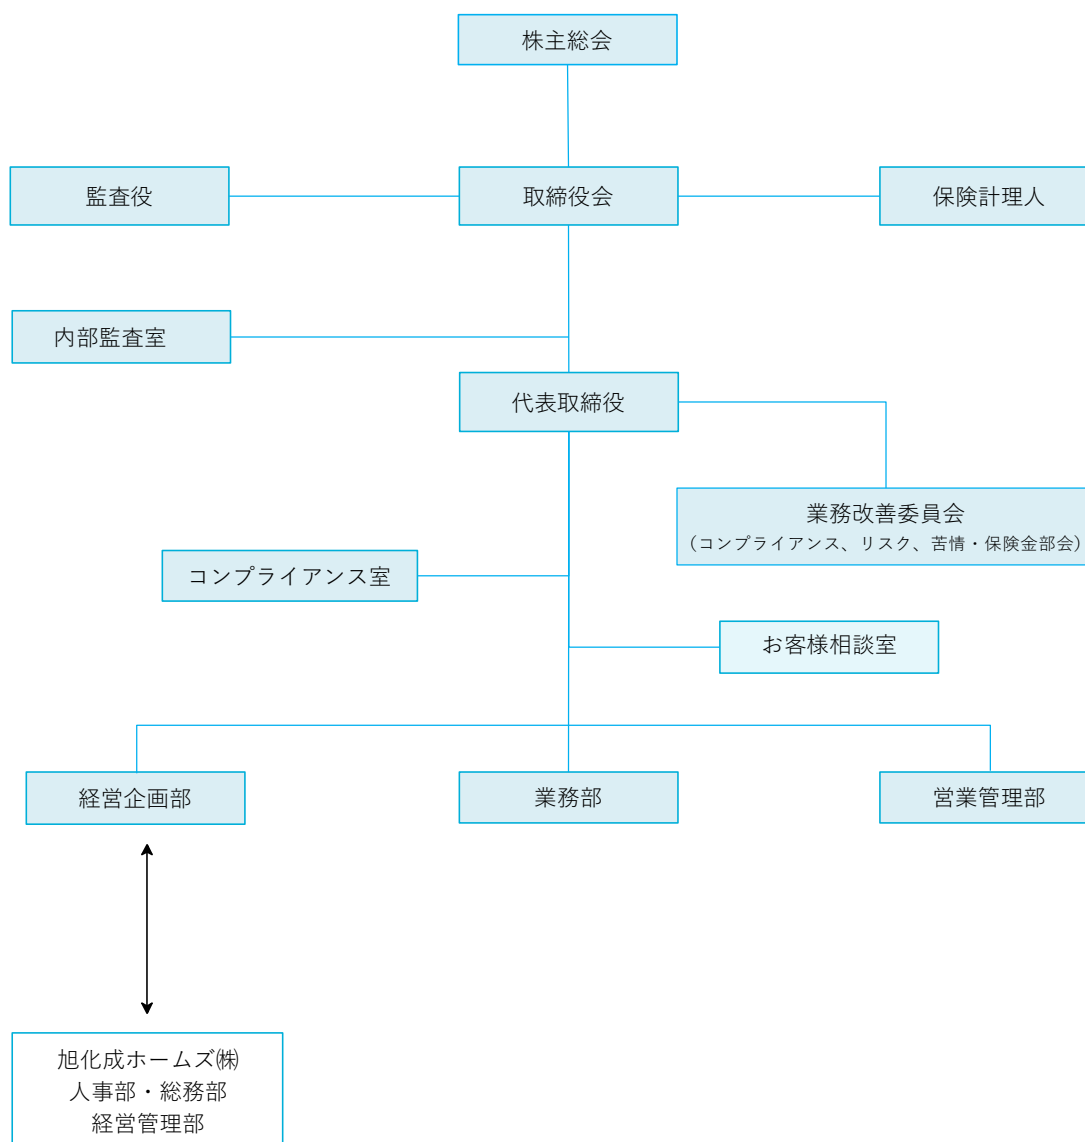 株主総会
監査役
取締役会
保険計理人
内部監査室
代表取締役
業務改善委員会
（コンプライアンス、リスク、苦情・保険金部会）
コンプライアンス室
お客様相談室
経営企画部
業務部
営業管理部
旭化成ホームズ㈱
人事部・総務部
経営管理部